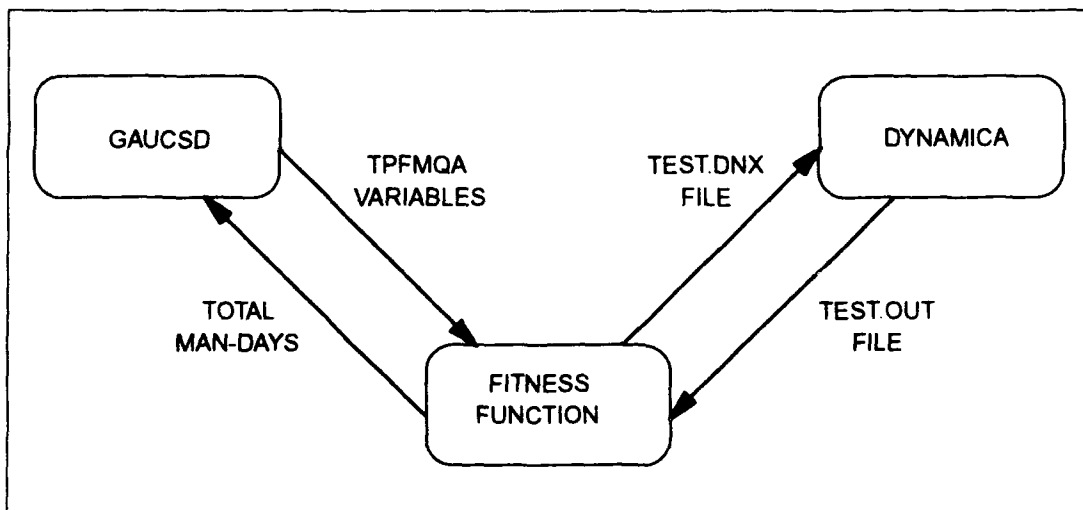 GAUCSD
DYNAMICA
TPFMQA
VARIABLES
TEST.DNX
FILE
TOTAL
MAN-DAYS
TEST.OUT
FILE
FITNESS
FUNCTION